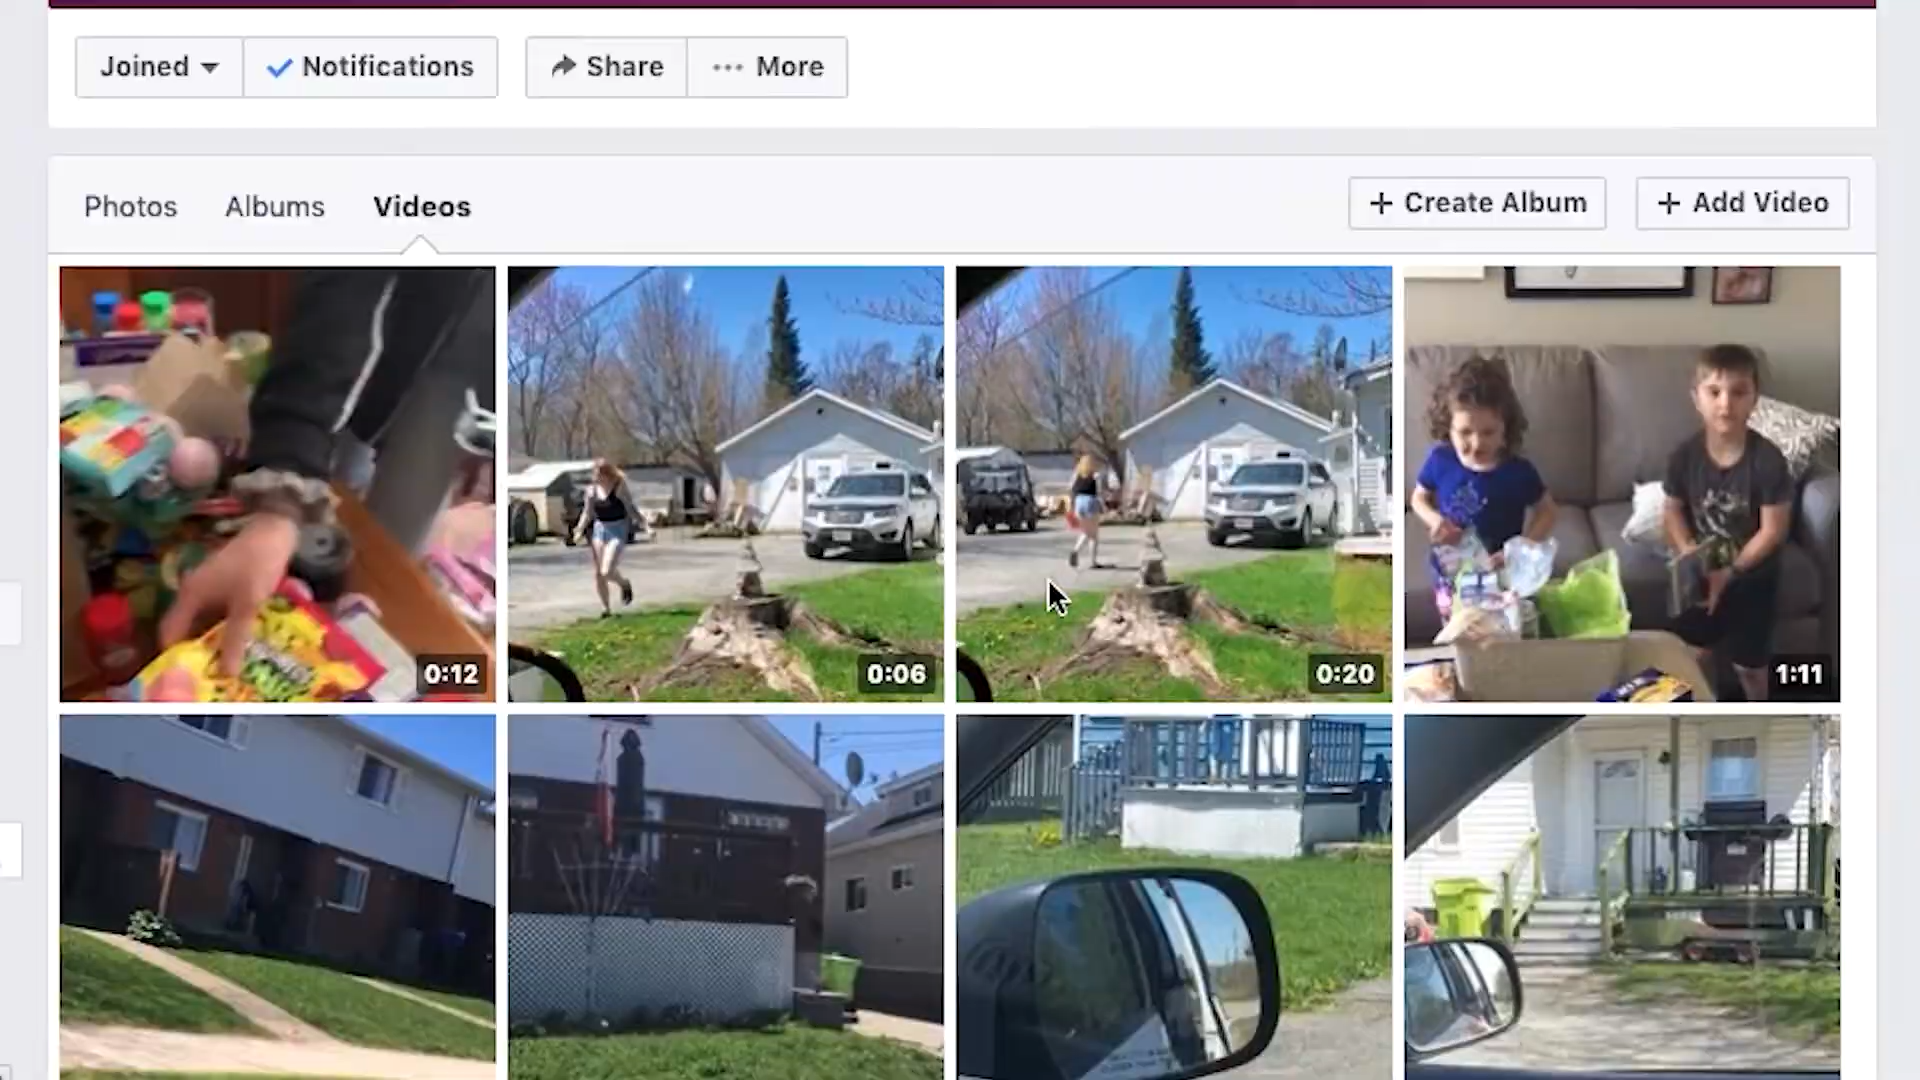 Joined Notifications Share More
Photos Albums Videos + Create Album + Add Video
0:12 0:06 0:20 1:11